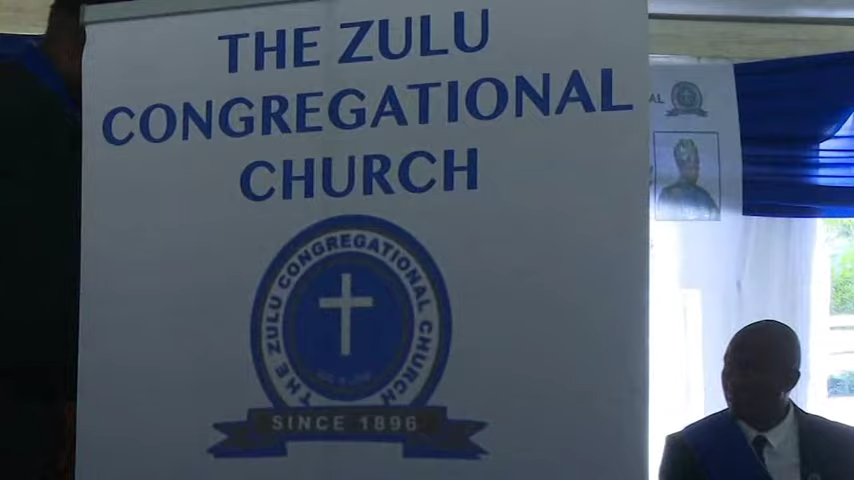 THE ZULU
CONGREGATIONAL
CHURCH
THE ZULU CONGREGATIONAL CHURCH
SINCE 1896
AL